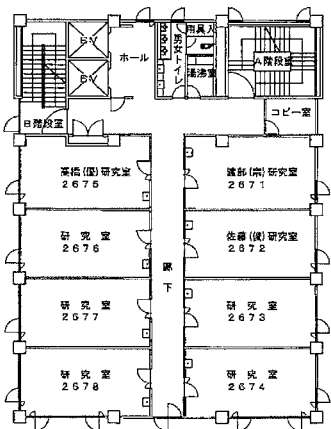 EV
EV
ホール
男女トイレ
用具入
湯沸室
A階段室
B階段室
コピー室
高橋(優)研究室
2675
渡部(宗)研究室
2671
研究室
2676
佐藤(俊)研究室
2672
廊下
研究室
2677
研究室
2673
研究室
2678
研究室
2674